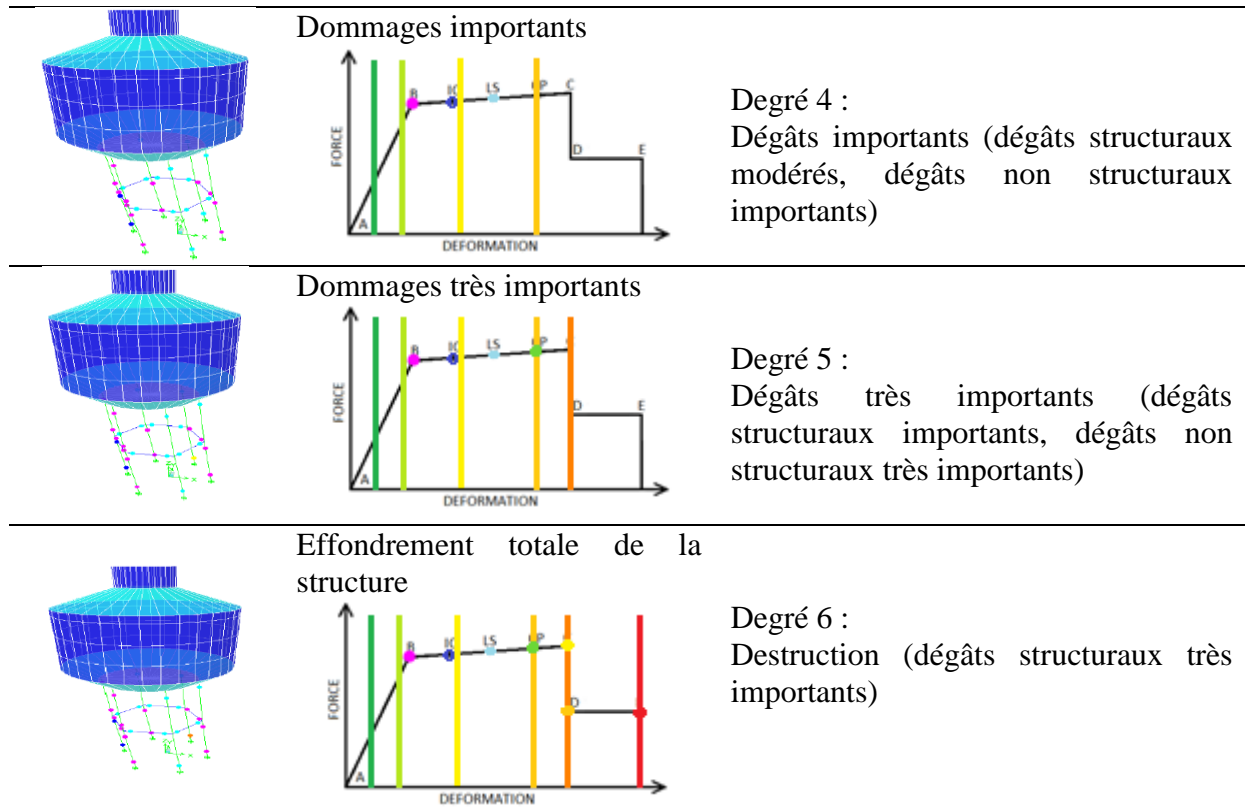 Dommages importants
FORCE
A
B
IO
LS
CP
C
D
E
DEFORMATION
Degré 4 :
Dégâts importants (dégâts structuraux
modérés, dégâts non structuraux
importants)
Dommages très importants
FORCE
A
B
IO
LS
CP
D
E
DEFORMATION
Degré 5 :
Dégâts très importants (dégâts
structuraux importants, dégâts non
structuraux très importants)
Effondrement totale de la
structure
FORCE
A
B
IO
LS
CP
D
DEFORMATION
Degré 6 :
Destruction (dégâts structuraux très
importants)